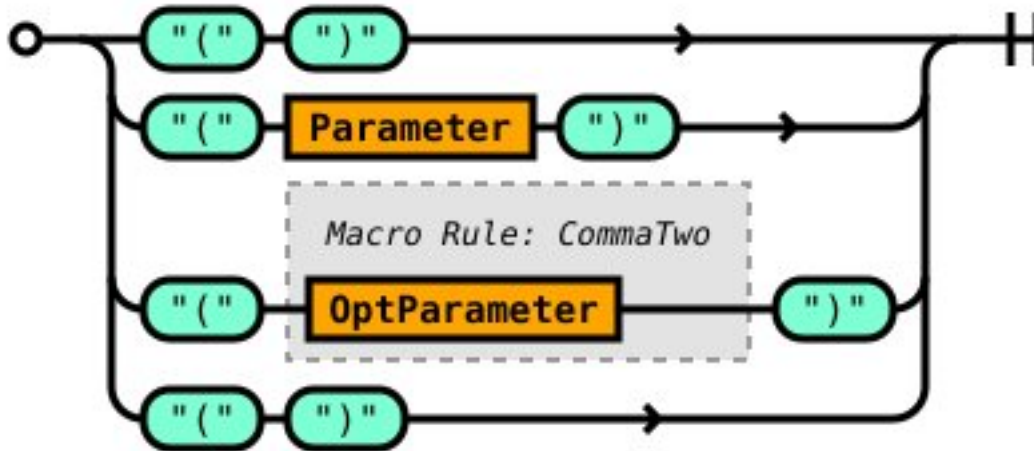 "(" ")"
"(" Parameter ")"
Macro Rule: CommaTwo
"(" OptParameter ")"
"(" ")"